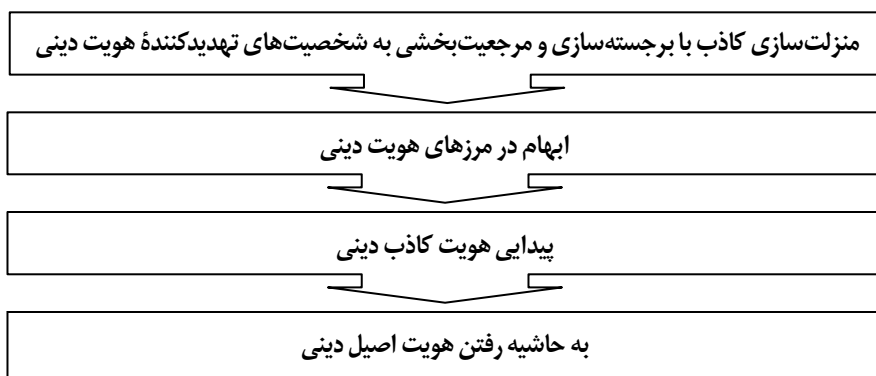 منزلت‌سازی کاذب با برجسته‌سازی و مرجعیت‌بخشی به شخصیت‌های تهدیدکنندۀ هویت دینی
ابهام در مرزهای هویت دینی
پیدایی هویت کاذب دینی
به حاشیه رفتن هویت اصیل دینی